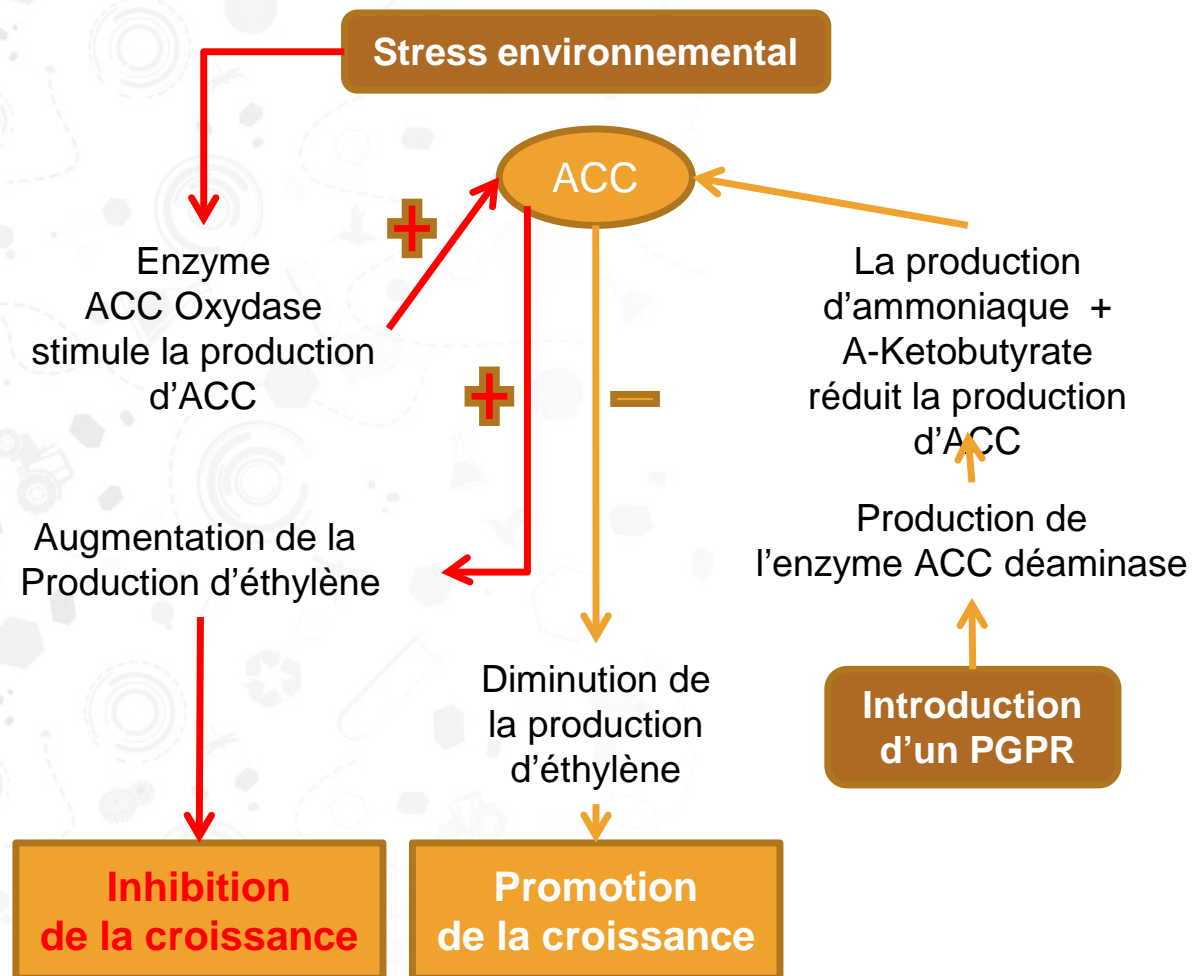 Stress environnemental
ACC
Enzyme
ACC Oxydase
stimule la production
d'ACC
La production
d'ammoniaque +
A-Ketobutyrate
réduit la production
d'ACC
Augmentation de la
Production d'éthylène
Production de
l'enzyme ACC déaminase
Diminution de
la production
d'éthylène
Introduction
d'un PGPR
Inhibition
de la croissance
Promotion
de la croissance